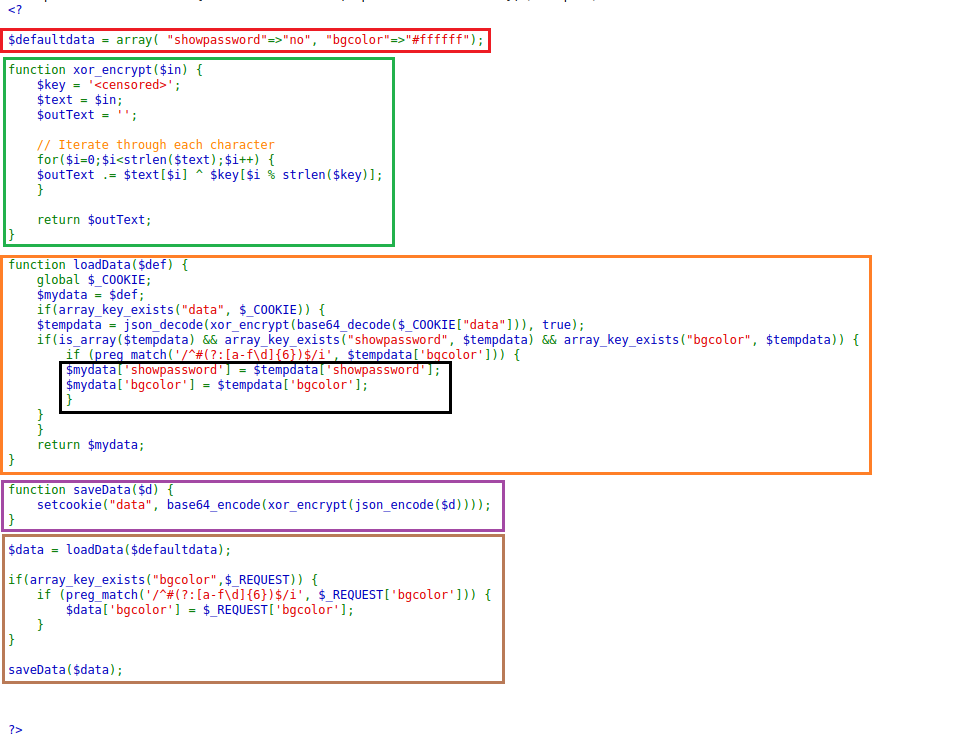 <?
$defaultdata = array( "showpassword"=>"no", "bgcolor"=>"#ffffff");
function xor_encrypt($in) {
    $key = '<censored>';
    $text = $in;
    $outText = '';
    // Iterate through each character
    for($i=0;$i<strlen($text);$i++) {
    $outText .= $text[$i] ^ $key[$i % strlen($key)];
    }
    return $outText;
}
function loadData($def) {
    global $_COOKIE;
    $mydata = $def;
    if(array_key_exists("data", $_COOKIE)) {
    $tempdata = json_decode(xor_encrypt(base64_decode($_COOKIE["data"])), true);
    if(is_array($tempdata) && array_key_exists("showpassword", $tempdata) && array_key_exists("bgcolor", $tempdata)) {
        if (preg_match('/^#(?:[a-f\d]{6})$/i', $tempdata['bgcolor'])) {
        $mydata['showpassword'] = $tempdata['showpassword'];
        $mydata['bgcolor'] = $tempdata['bgcolor'];
        }
    }
    }
    return $mydata;
}
function saveData($d) {
    setcookie("data", base64_encode(xor_encrypt(json_encode($d))));
}
$data = loadData($defaultdata);
if(array_key_exists("bgcolor",$_REQUEST)) {
    if (preg_match('/^#(?:[a-f\d]{6})$/i', $_REQUEST['bgcolor'])) {
        $data['bgcolor'] = $_REQUEST['bgcolor'];
    }
}
saveData($data);
?>